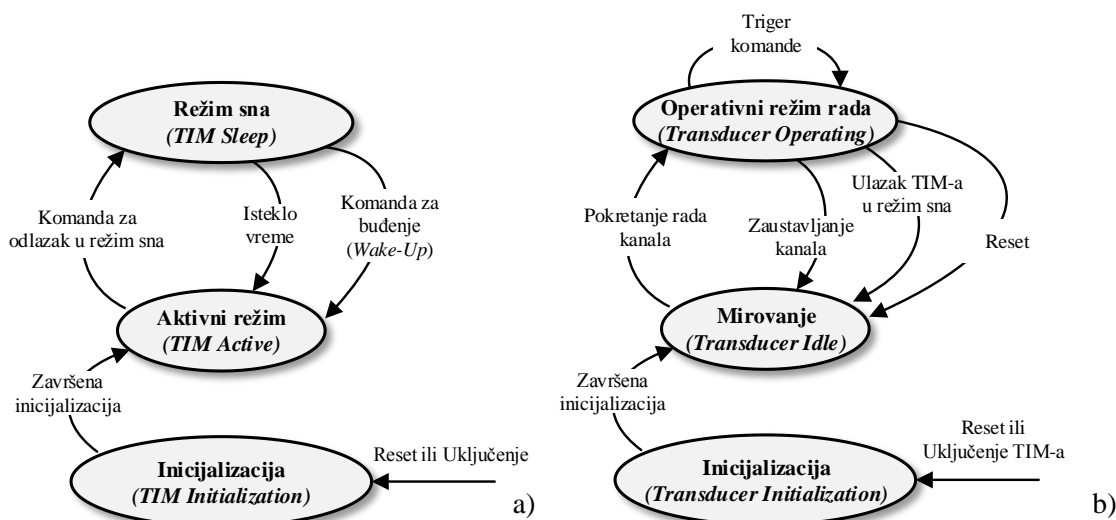 Režim sna
(TIM Sleep)
Komanda za
odlazak u režim sna
Isteklo
vreme
Komanda za
buđenje
(Wake-Up)
Aktivni režim
(TIM Active)
Završena
inicijalizacija
Inicijalizacija
(TIM Initialization)
Reset ili Uključenje
a)
Triger
komande
Operativni režim rada
(Transducer Operating)
Pokretanje rada
kanala
Zaustavljanje
kanala
Ulazak TIM-a
u režim sna
Reset
Mirovanje
(Transducer Idle)
Završena
inicijalizacija
Inicijalizacija
(Transducer Initialization)
Reset ili
Uključenje TIM-a
b)